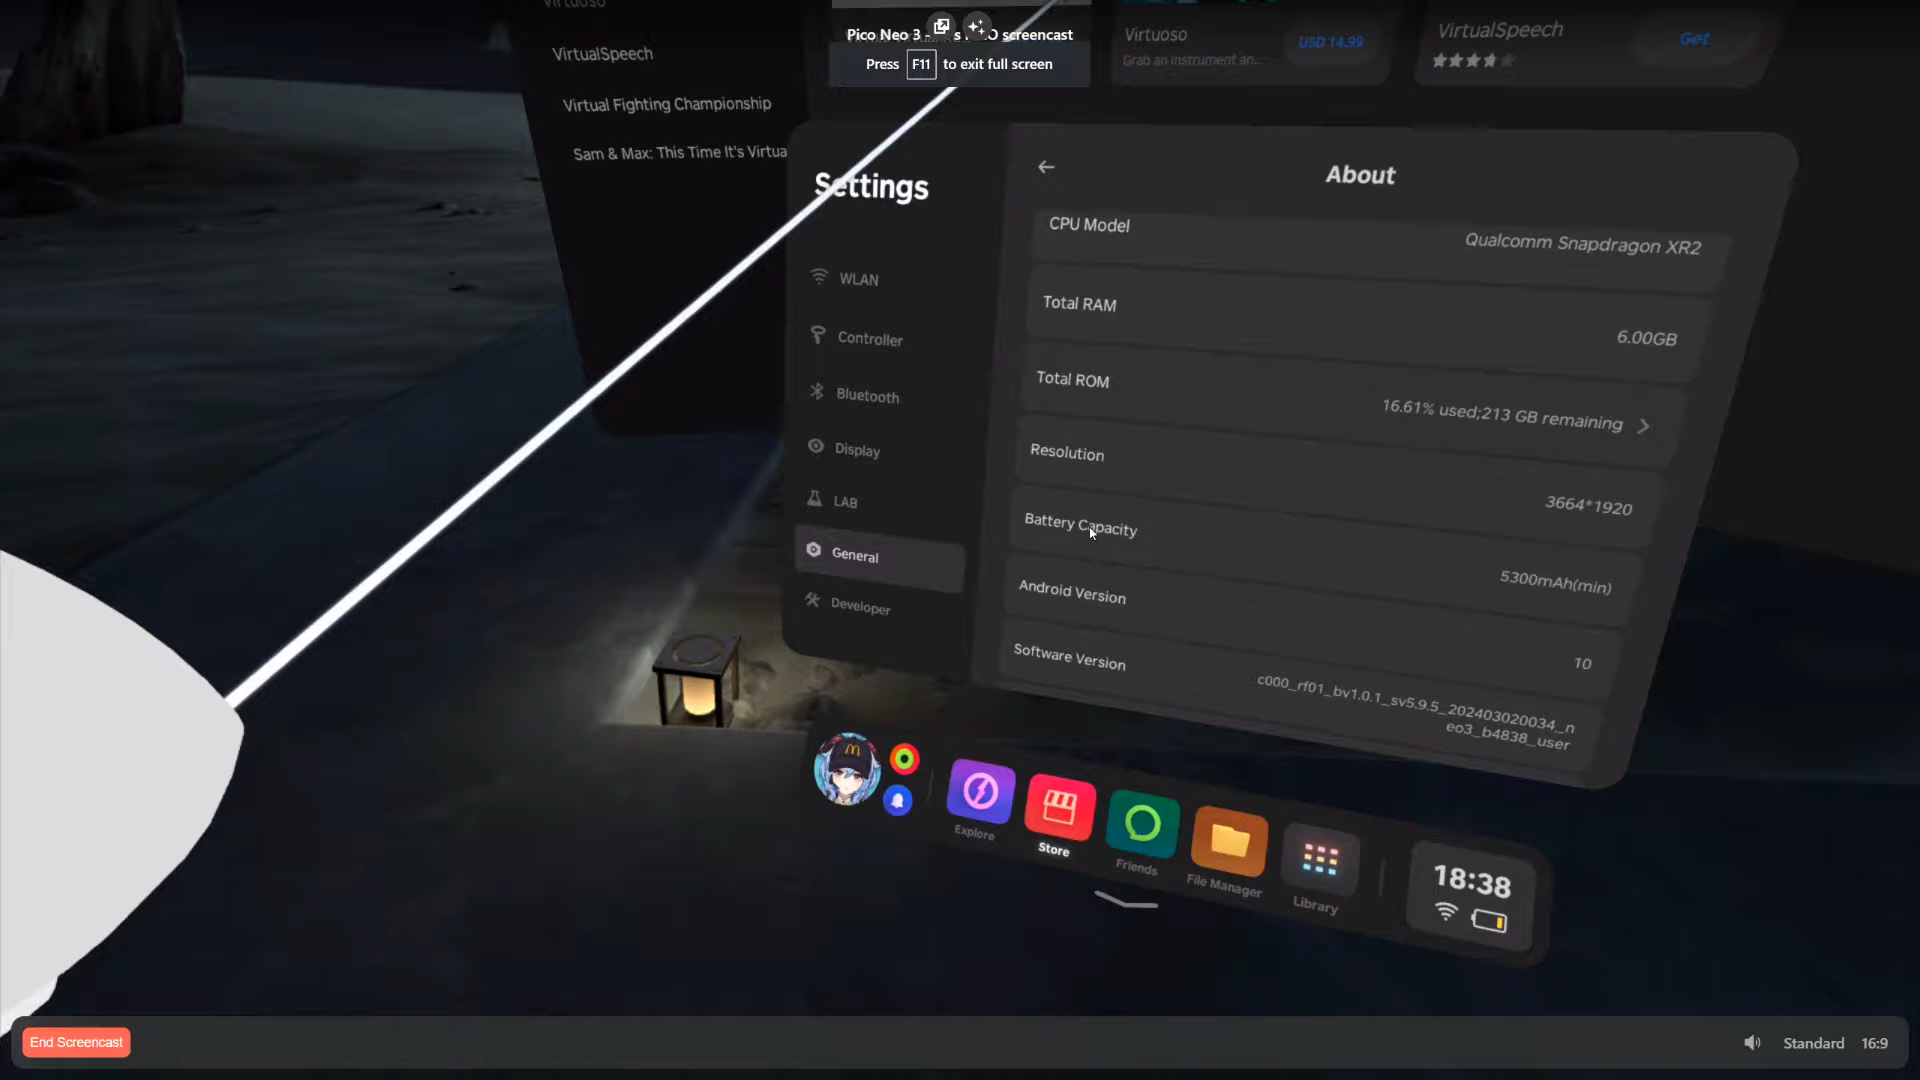 Virtuoso
VirtualSpeech
Virtual Fighting Championship
Sam & Max: This Time It's Virtua
Pico Neo 3 -
screencast
Press F11 to exit full screen
Virtuoso
Grab an instrument an...
USD 14.99
VirtualSpeech
Get
Settings
WLAN
Controller
Bluetooth
Display
LAB
General
Developer
About
CPU Model
Qualcomm Snapdragon XR2
Total RAM
6.00GB
Total ROM
16.61% used;213 GB remaining
Resolution
3664*1920
Battery Capacity
5300mAh(min)
Android Version
10
Software Version
c000_rf01_bv1.0.1_sv5.9.5_202403020034_n
eo3_b4838_user
Explore
Store
Friends
File Manager
Library
18:38
End Screencast
Standard
16:9